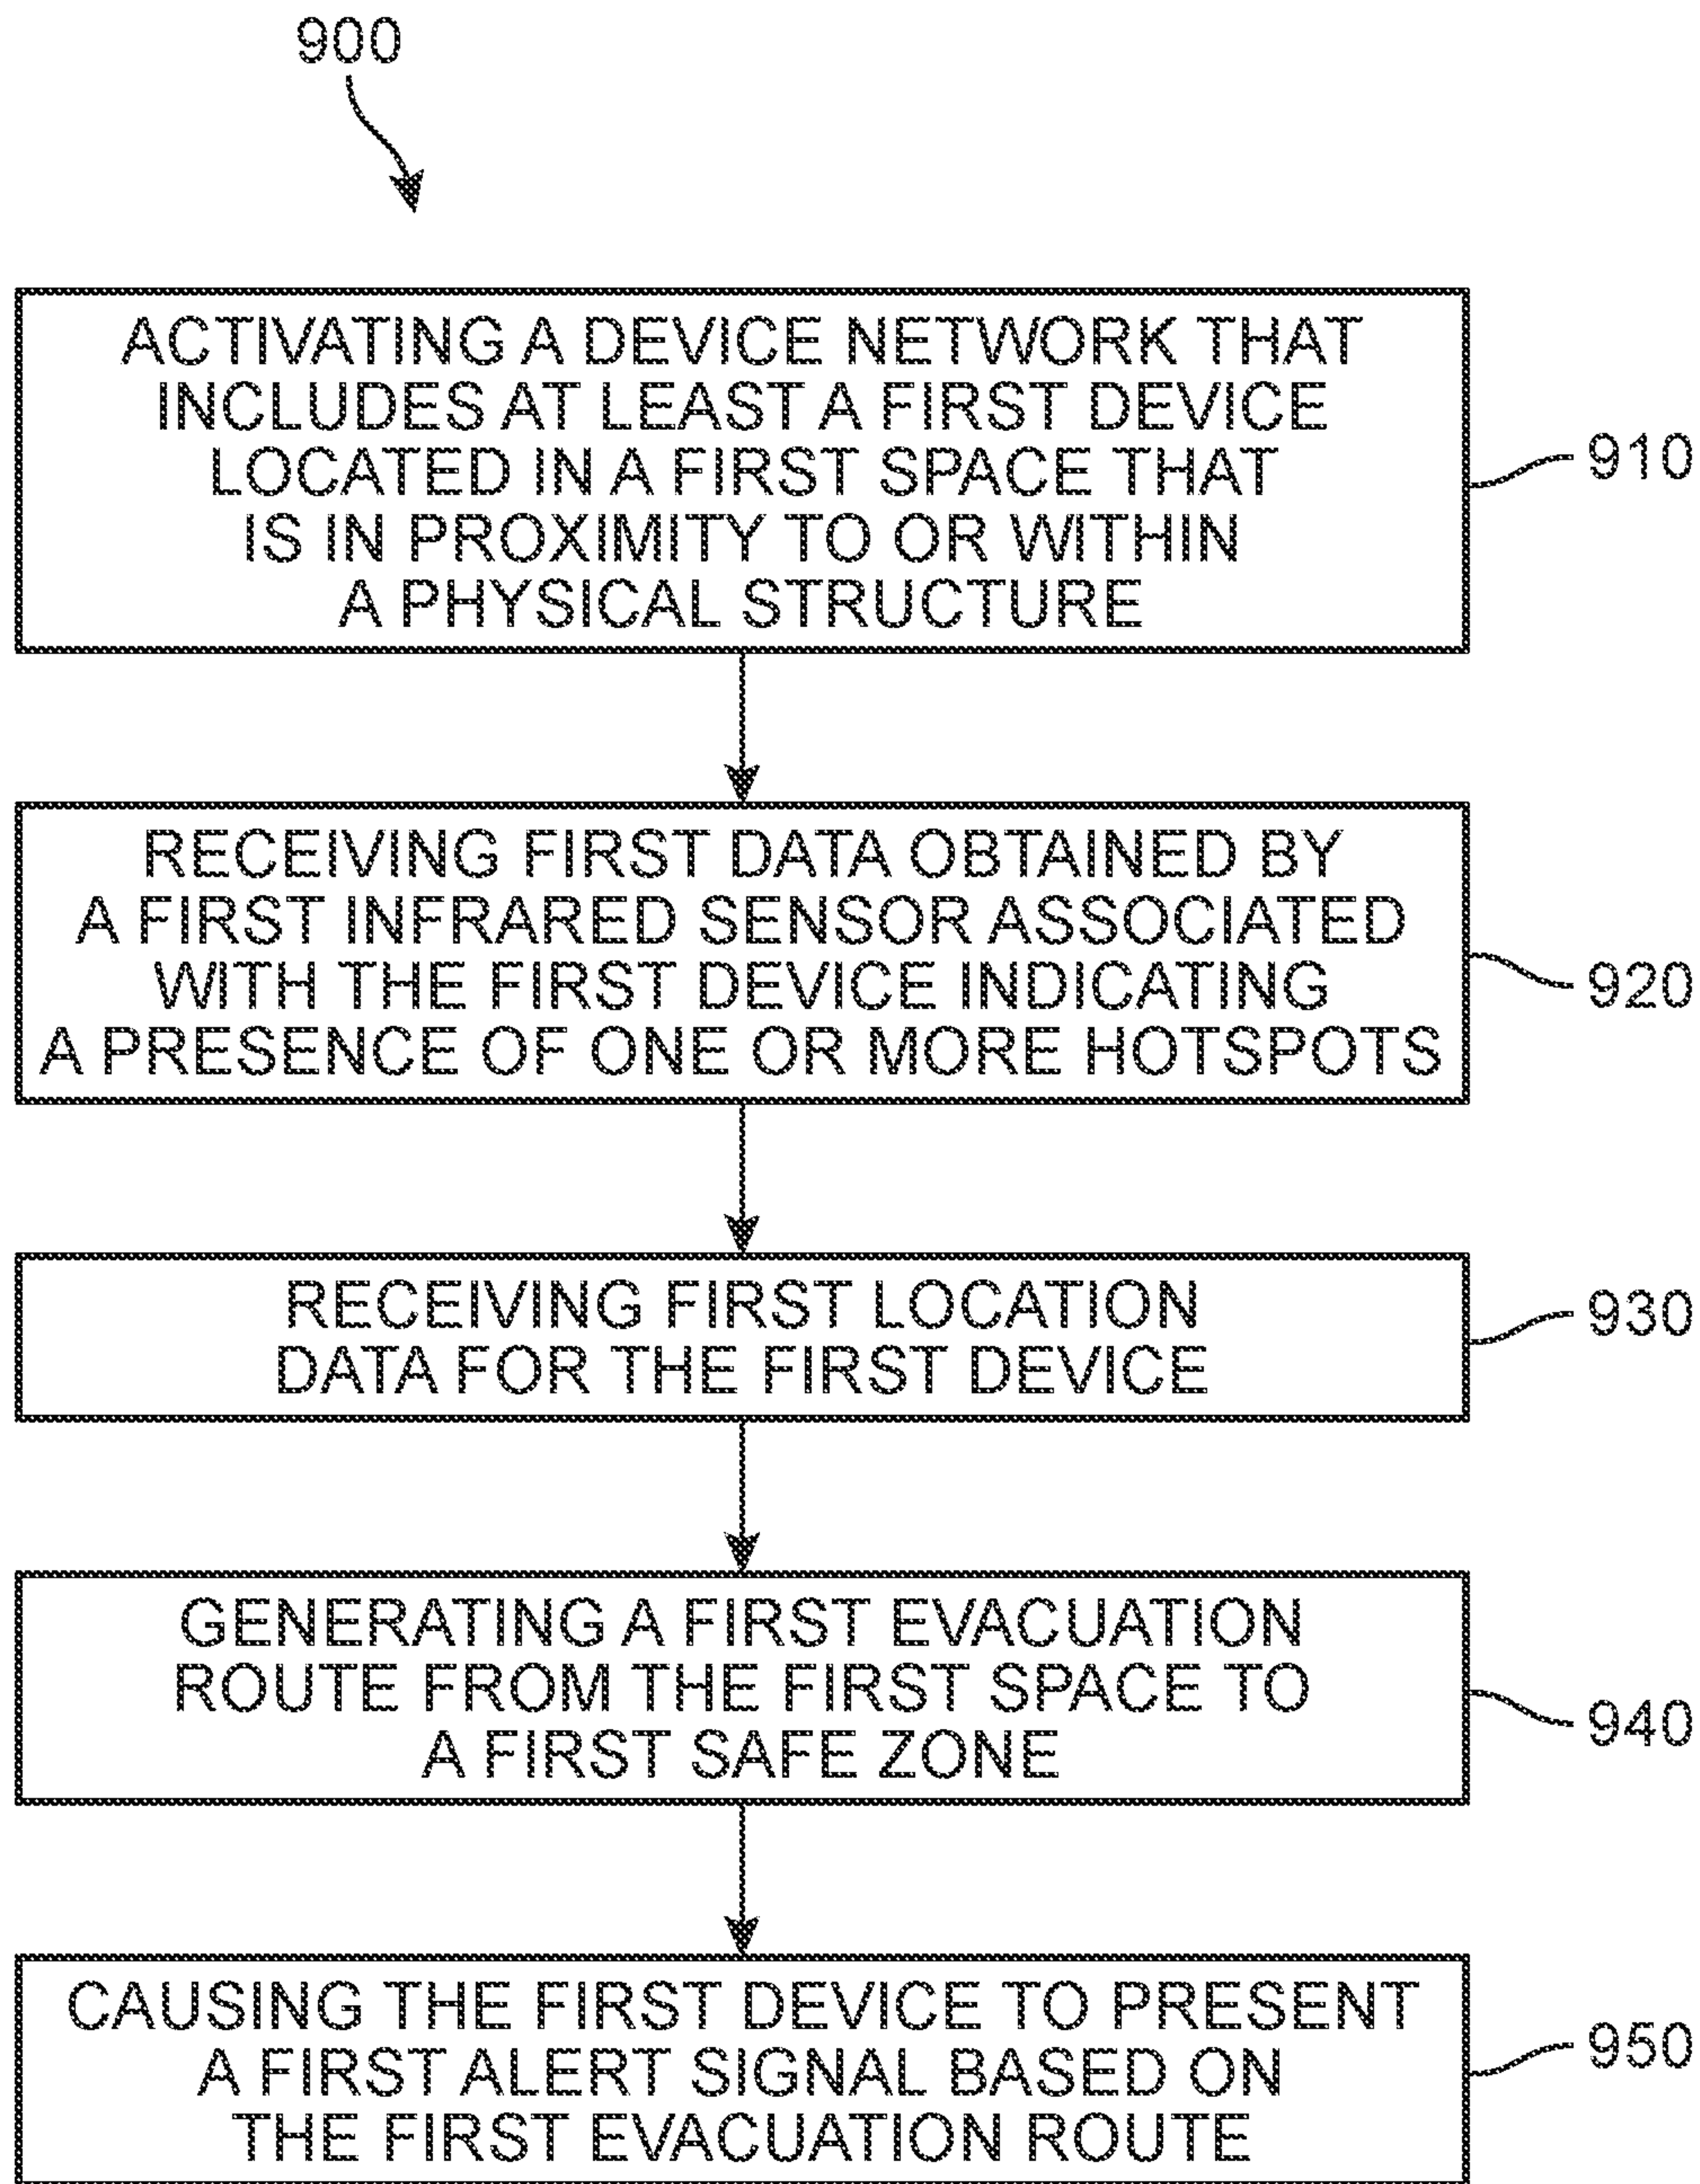 900
ACTIVATING A DEVICE NETWORK THAT
INCLUDES AT LEAST A FIRST DEVICE
LOCATED IN A FIRST SPACE THAT
IS IN PROXIMITY TO OR WITHIN
A PHYSICAL STRUCTURE
910
RECEIVING FIRST DATA OBTAINED BY
A FIRST INFRARED SENSOR ASSOCIATED
WITH THE FIRST DEVICE INDICATING
A PRESENCE OF ONE OR MORE HOTSPOTS
920
RECEIVING FIRST LOCATION
DATA FOR THE FIRST DEVICE
930
GENERATING A FIRST EVACUATION
ROUTE FROM THE FIRST SPACE TO
A FIRST SAFE ZONE
940
CAUSING THE FIRST DEVICE TO PRESENT
A FIRST ALERT SIGNAL BASED ON
THE FIRST EVACUATION ROUTE
950